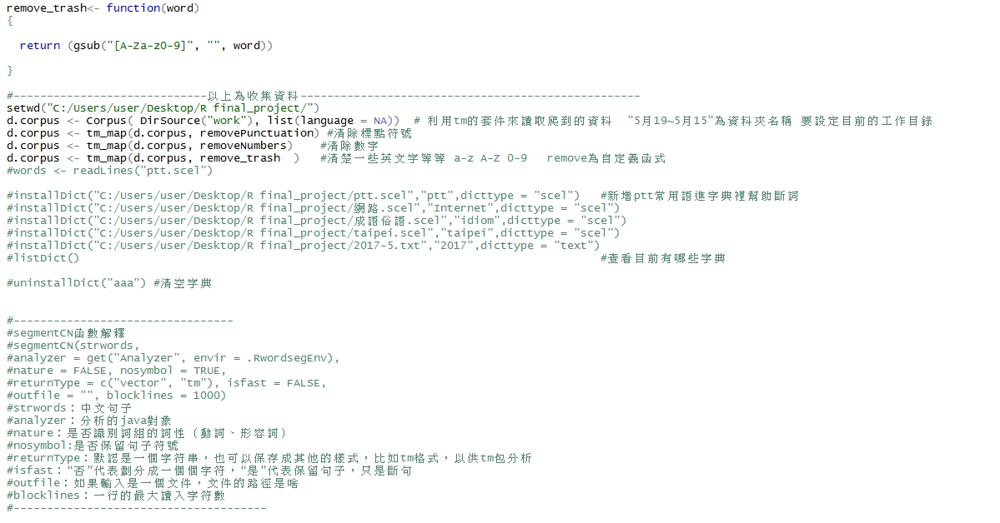 remove_trash<- function(word)
{
return (gsub("[A-Za-z0-9]", "", word))
}
#-----------------------------以上為收集資料---------------------------------------------------
setwd("C:/Users/user/Desktop/R final_project/")
d.corpus <- Corpus( DirSource("work"), list(language = NA))  # 利用tm的套件來讀取爬到的資料  "5月19~5月15"為資料夾名稱 要設定目前的工作目錄
d.corpus <- tm_map(d.corpus, removePunctuation) #清除標點符號
d.corpus <- tm_map(d.corpus, removeNumbers)    #清除數字
d.corpus <- tm_map(d.corpus, remove_trash  )   #清楚一些英文字等等 a-z A-Z 0-9   remove為自定義函式
#words <- readLines("ptt.scel")
#installDict("C:/Users/user/Desktop/R final_project/ptt.scel","ptt",dicttype = "scel")   #新增ptt常用語進字典裡幫助斷詞
#installDict("C:/Users/user/Desktop/R final_project/網路.scel","Internet",dicttype = "scel")
#installDict("C:/Users/user/Desktop/R final_project/成語俗語.scel","idiom",dicttype = "scel")
#installDict("C:/Users/user/Desktop/R final_project/taipei.scel","taipei",dicttype = "scel")
#installDict("C:/Users/user/Desktop/R final_project/2017-5.txt","2017",dicttype = "text")
#listDict()                                                                              #查看目前有哪些字典
#uninstallDict("aaa") #清空字典
#---------------------------------
#segmentCN函數解釋
#segmentCN(strwords,
#analyzer = get("Analyzer", envir = .RwordsegEnv),
#nature = FALSE, nosymbol = TRUE,
#returnType = c("vector", "tm"), isfast = FALSE,
#outfile = "", blocklines = 1000)
#strwords：中文句子
#analyzer：分析的java對象
#nature：是否識別詞組的詞性（動詞、形容詞）
#nosymbol:是否保留句子符號
#returnType：默認是一個字符串，也可以保存成其他的樣式，比如tm格式，以供tm包分析
#isfast：“否”代表劃分成一個個字符，“是”代表保留句子，只是斷句
#outfile：如果輸入是一個文件，文件的路徑是啥
#blocklines：一行的最大讀入字符數
#--------------------------------------